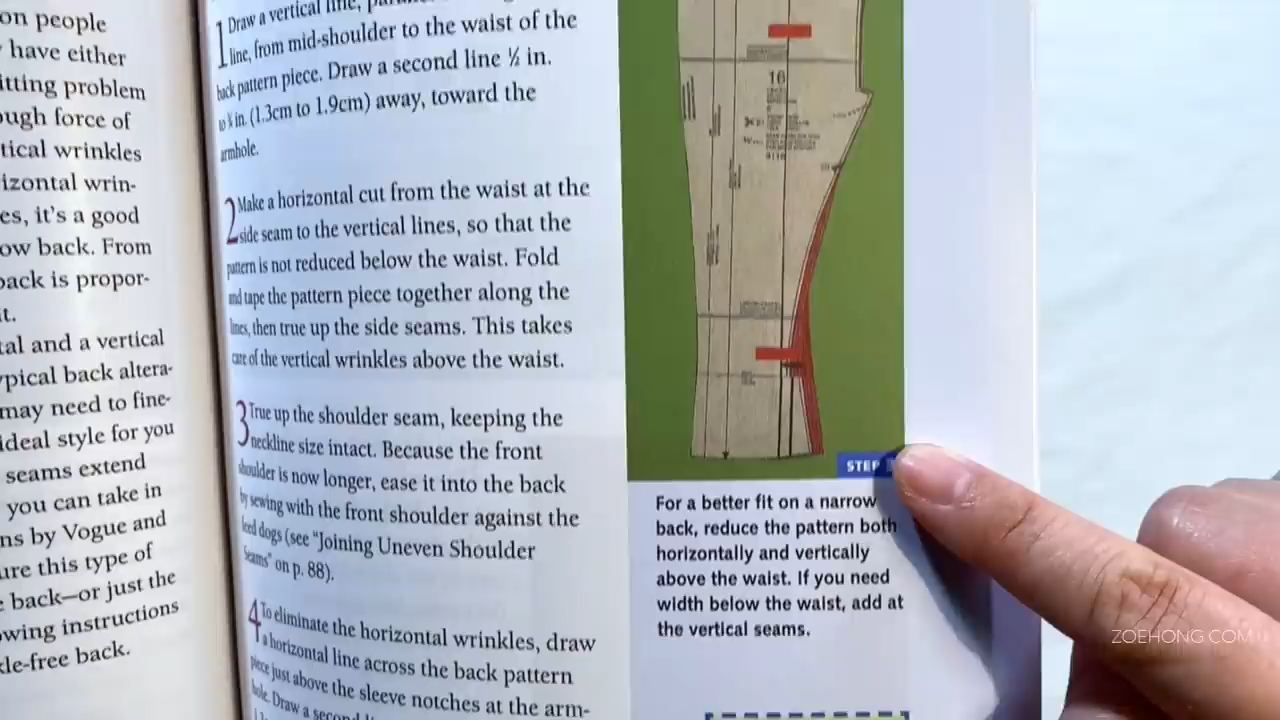 on people
have either
itting problem
ough force of
tical wrinkles
izontal wrin-
es, it's a good
ow back. From
back is propor-
it.
tal and a vertical
ypical back altera-
may need to fine-
ideal style for you
seams extend
you can take in
ns by Vogue and
ure this type of
back—or just the
owing instructions
kle-free back.
1 Draw a vertical line,
line, from mid-shoulder to the waist of the
back pattern piece. Draw a second line ½ in.
to ¾ in. (1.3cm to 1.9cm) away, toward the
armhole.
2 Make a horizontal cut from the waist at the
side seam to the vertical lines, so that the
pattern is not reduced below the waist. Fold
and tape the pattern piece together along the
lines, then true up the side seams. This takes
care of the vertical wrinkles above the waist.
3 True up the shoulder seam, keeping the
neckline size intact. Because the front
shoulder is now longer, ease it into the back
by sewing with the front shoulder against the
feed dogs (see "Joining Uneven Shoulder
Seams" on p. 88).
4 To eliminate the horizontal wrinkles, draw
a horizontal line across the back pattern
piece just above the sleeve notches at the arm-
hole. Draw a second
16
STEP
For a better fit on a narrow
back, reduce the pattern both
horizontally and vertically
above the waist. If you need
width below the waist, add at
the vertical seams.
ZOEHONG.COM